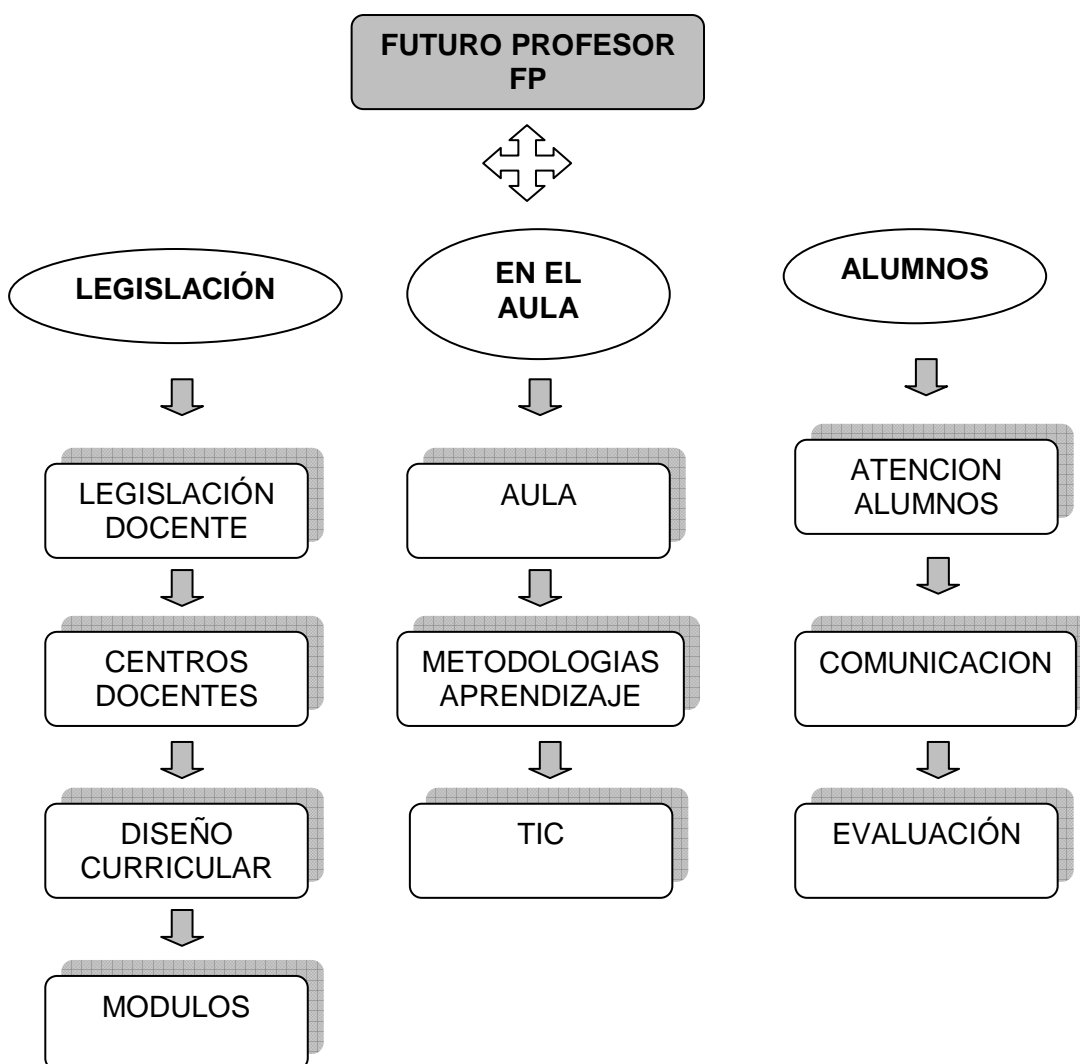 FUTURO PROFESOR
FP
LEGISLACIÓN
EN EL
AULA
ALUMNOS
LEGISLACIÓN
DOCENTE
AULA
ATENCION
ALUMNOS
CENTROS
DOCENTES
METODOLOGIAS
APRENDIZAJE
COMUNICACION
DISEÑO
CURRICULAR
TIC
EVALUACIÓN
MODULOS